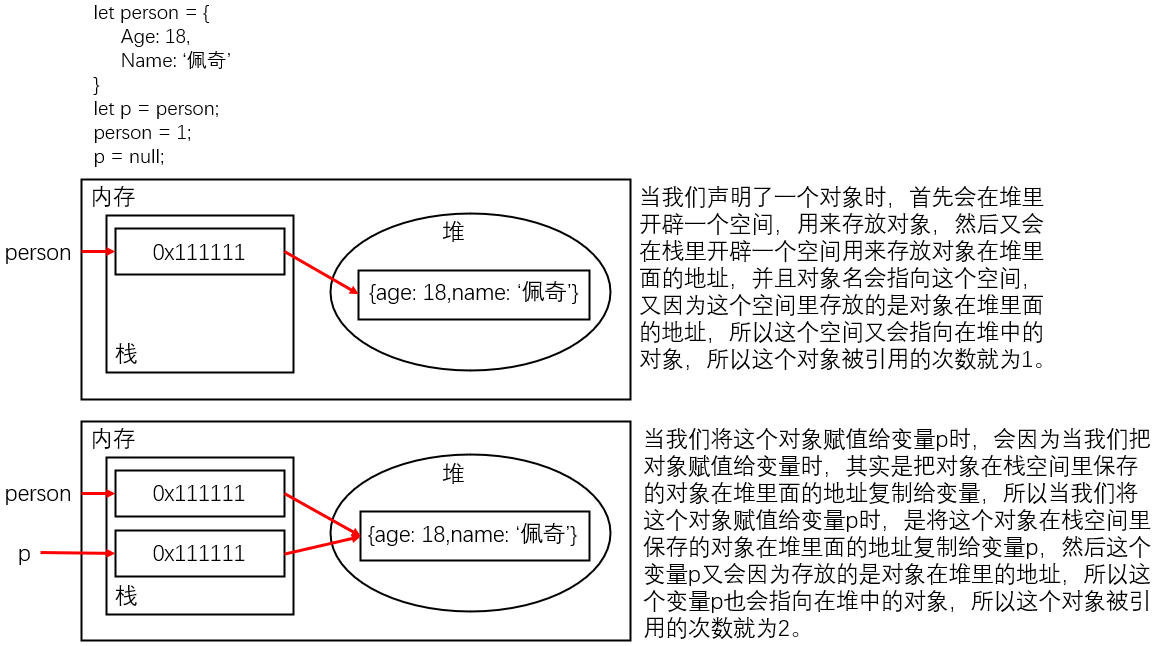 let person = {
Age: 18,
Name: ‘佩奇’
}
let p = person;
person = 1;
p = null;
内存
person
0x111111
栈
堆
{age: 18,name: ‘佩奇’}
当我们声明了一个对象时，首先会在堆里
开辟一个空间，用来存放对象，然后又会
在栈里开辟一个空间用来存放对象在堆里
面的地址，并且对象名会指向这个空间，
又因为这个空间里存放的是对象在堆里面
的地址，所以这个空间又会指向在堆中的
对象，所以这个对象被引用的次数就为1。
内存
person
0x111111
p
0x111111
栈
堆
{age: 18,name: ‘佩奇’}
当我们将这个对象赋值给变量p时，会因为当我们把
对象赋值给变量时，其实是把对象在栈空间里保存
的对象在堆里面的地址复制给变量，所以当我们将
这个对象赋值给变量p时，是将这个对象在栈空间里
保存的对象在堆里面的地址复制给变量p，然后这个
变量p又会因为存放的是对象在堆里的地址，所以这
个变量p也会指向在堆中的对象，所以这个对象被引
用的次数就为2。